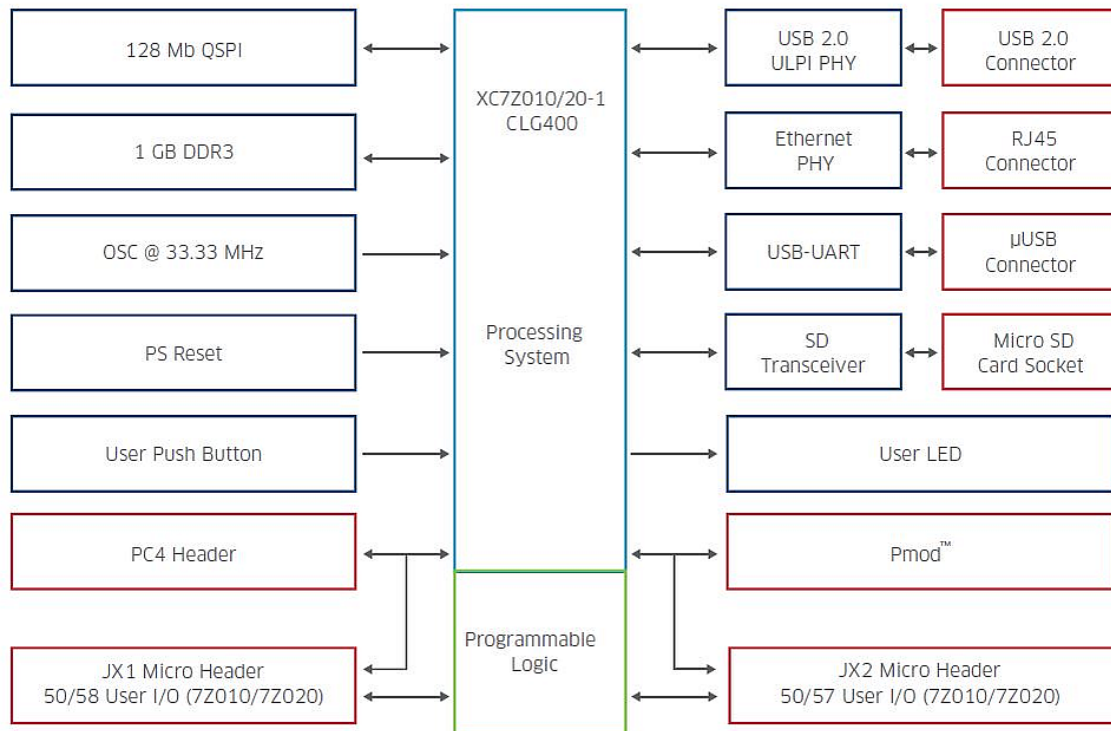 128 Mb QSPI
1 GB DDR3
OSC @ 33.33 MHz
PS Reset
User Push Button
PC4 Header
JX1 Micro Header
50/58 User I/O (7Z010/7Z020)
XC7Z010/20-1
CLG400
Processing
System
Programmable
Logic
USB 2.0
ULPI PHY
USB 2.0
Connector
Ethernet
PHY
RJ45
Connector
USB-UART
µUSB
Connector
SD
Transceiver
Micro SD
Card Socket
User LED
Pmod™
JX2 Micro Header
50/57 User I/O (7Z010/7Z020)